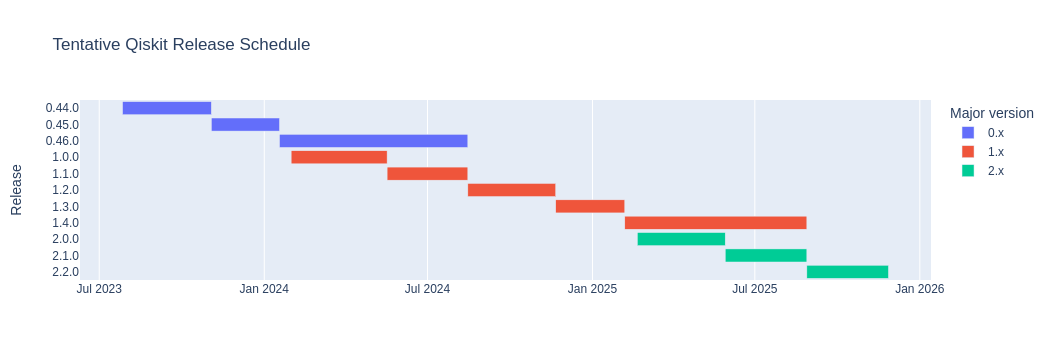 Tentative Qiskit Release Schedule
Major version
0.x
1.x
2.x
Release
0.44.0
0.45.0
0.46.0
1.0.0
1.1.0
1.2.0
1.3.0
1.4.0
2.0.0
2.1.0
2.2.0
Jul 2023 Jan 2024 Jul 2024 Jan 2025 Jul 2025 Jan 2026